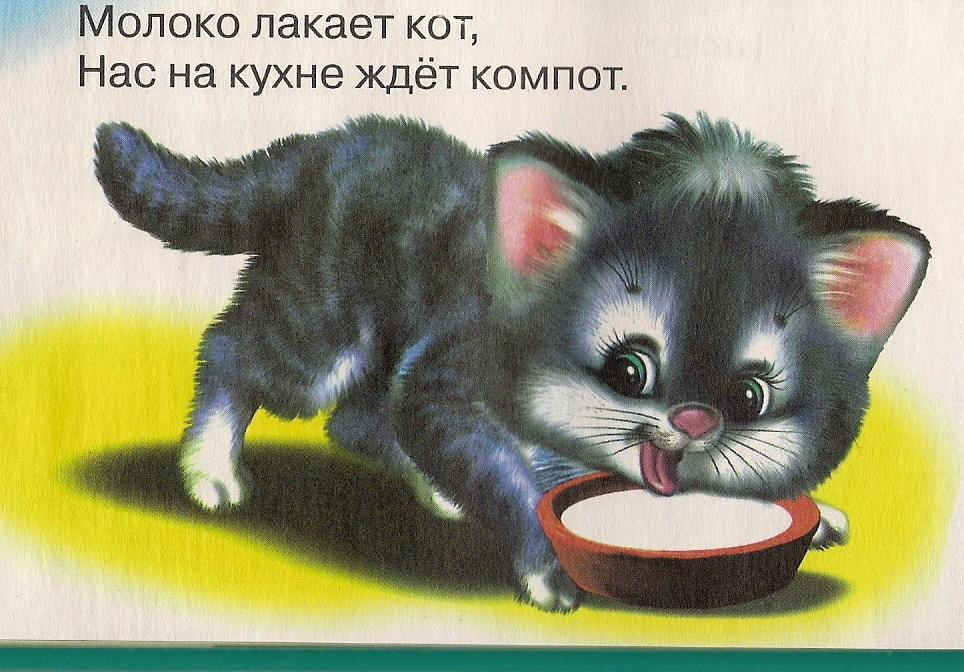 Молоко лакает кот,
Нас на кухне ждёт компот.